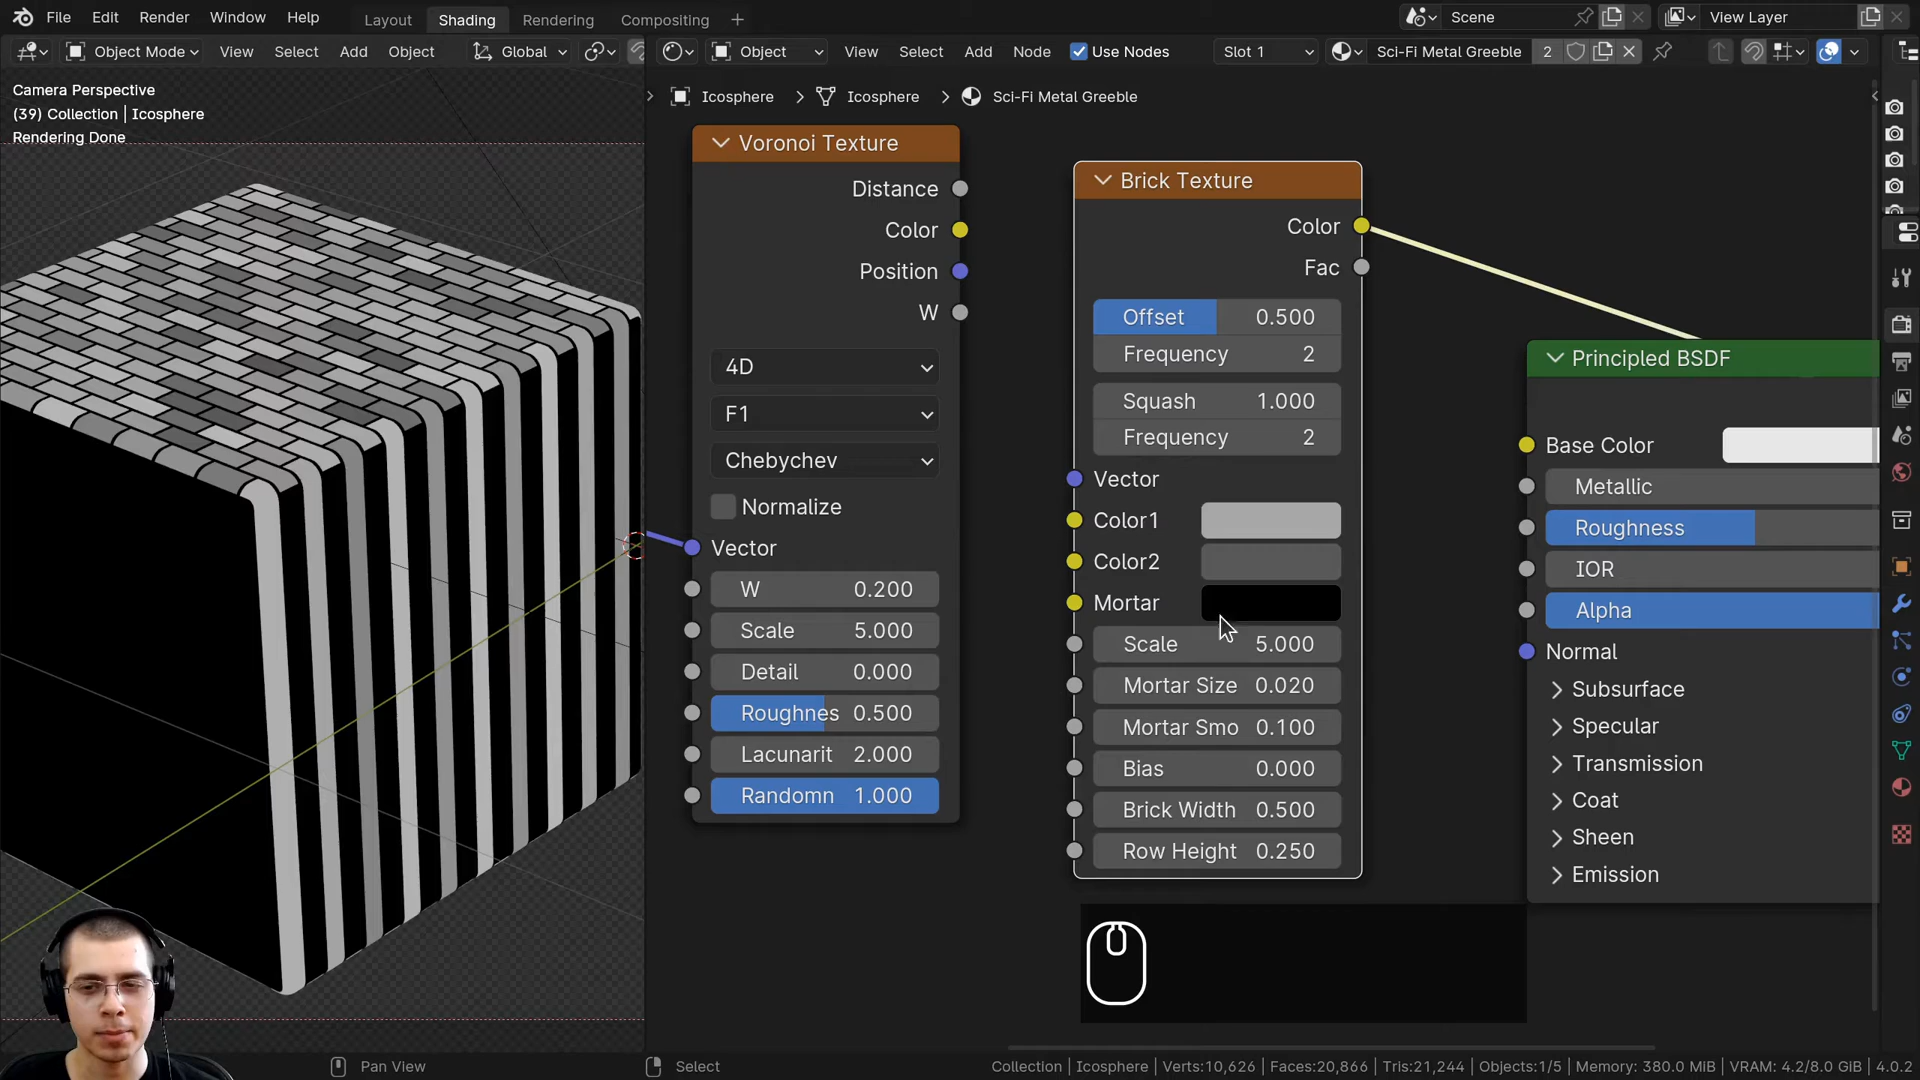 File Edit Render Window Help Layout Shading Rendering Compositing + Scene View Layer
Object Mode View Select Add Object Global Object View Select Add Node Use Nodes Slot 1 Sci-Fi Metal Greeble 2
Camera Perspective
(39) Collection | Icosphere
Rendering Done
Icosphere > Icosphere > Sci-Fi Metal Greeble
Voronoi Texture
Distance
Color
Position
W
4D
F1
Chebychev
Normalize
Vector
W 0.200
Scale 5.000
Detail 0.000
Roughnes 0.500
Lacunarit 2.000
Randomn 1.000
Brick Texture
Color
Fac
Offset 0.500
Frequency 2
Squash 1.000
Frequency 2
Vector
Color1
Color2
Mortar
Scale 5.000
Mortar Size 0.020
Mortar Smo 0.100
Bias 0.000
Brick Width 0.500
Row Height 0.250
Principled BSDF
Base Color
Metallic
Roughness
IOR
Alpha
Normal
Subsurface
Specular
Transmission
Coat
Sheen
Emission
Pan View Select Collection | Icosphere | Verts:10,626 | Faces:20,866 | Tris:21,244 | Objects:1/5 | Memory: 380.0 MiB | VRAM: 4.2/8.0 GiB | 4.0.2